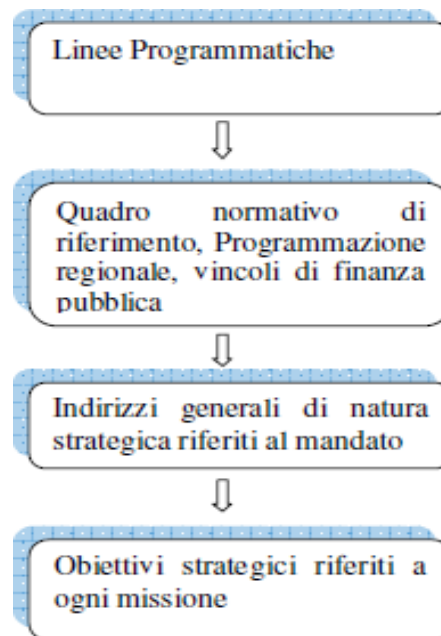 Linee Programmatiche
Quadro normativo di
riferimento, Programmazione
regionale, vincoli di finanza
pubblica
Indirizzi generali di natura
strategica riferiti al mandato
Obiettivi strategici riferiti a
ogni missione